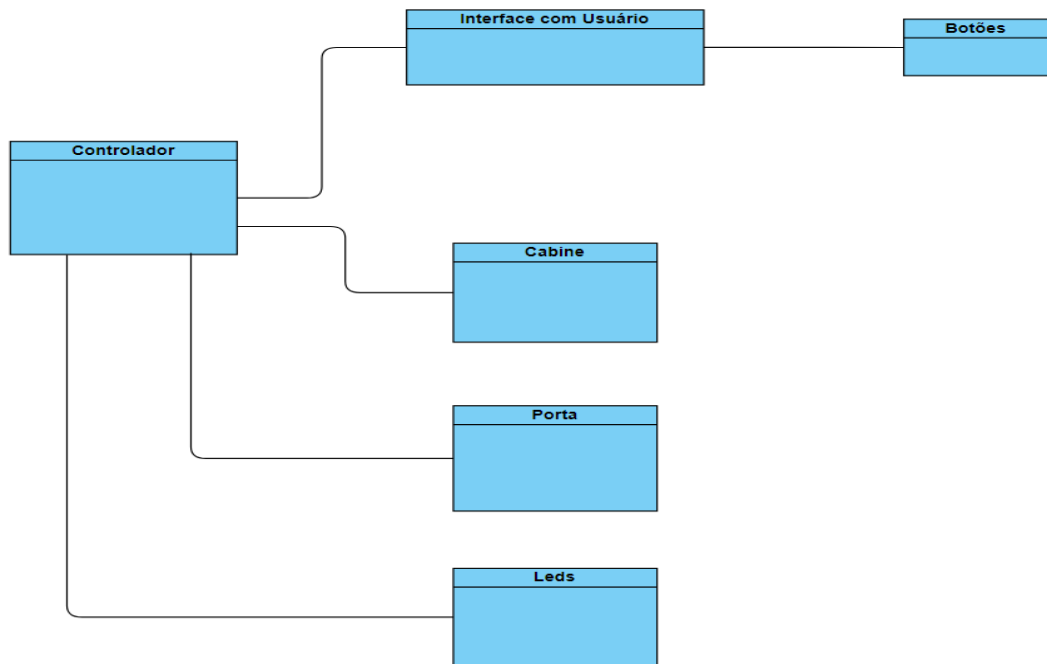 Interface com Usuário
Botões
Controlador
Cabine
Porta
Leds